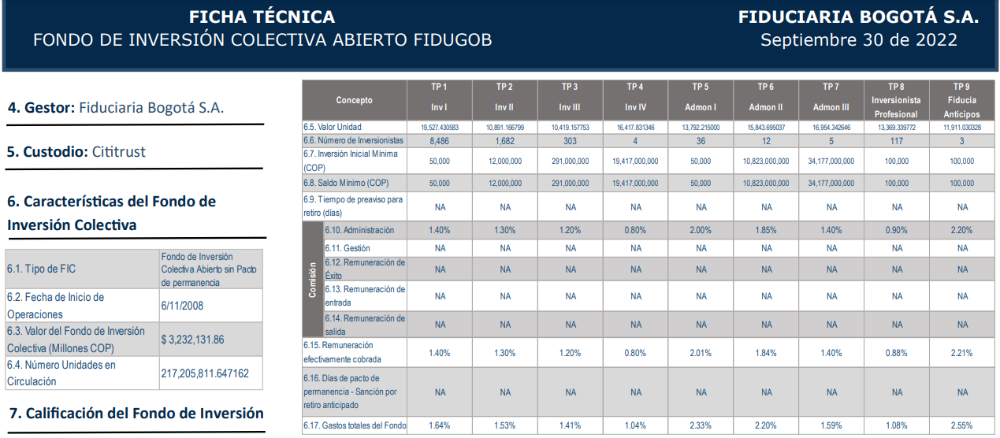 FICHA TÉCNICA
FONDO DE INVERSIÓN COLECTIVA ABIERTO FIDUGOB
FIDUCIARIA BOGOTÁ S.A.
Septiembre 30 de 2022
4. Gestor: Fiduciaria Bogotá S.A.
5. Custodio: Cititrust
6. Características del Fondo de
Inversión Colectiva
6.1. Tipo de FIC
Fondo de Inversión
Colectiva Abierto sin Pacto
de permanencia
6.2. Fecha de Inicio de
Operaciones
6/11/2008
6.3. Valor del Fondo de Inversión
Colectiva (Millones COP)
$ 3,232,131.86
6.4. Número Unidades en
Circulación
217,205,811.647162
7. Calificación del Fondo de Inversión
Concepto
TP 1
Inv I
TP 2
Inv II
TP 3
Inv III
TP 4
Inv IV
TP 5
Admon I
TP 6
Admon II
TP 7
Admon III
TP 8
Inversionista
Profesional
TP 9
Fiducia
Anticipos
6.5. Valor Unidad 19,527.430583 10,891.166799 10,419.157753 16,417.831346 13,792.215000 15,843.695037 16,954.342646 13,369.339772 11,911.030328
6.6. Número de Inversionistas 8,486 1,682 303 4 36 12 5 117 3
6.7. Inversión Inicial Mínima
(COP)
50,000 12,000,000 291,000,000 19,417,000,000 50,000 10,823,000,000 34,177,000,000 100,000 100,000
6.8. Saldo Mínimo (COP) 50,000 12,000,000 291,000,000 19,417,000,000 50,000 10,823,000,000 34,177,000,000 100,000 100,000
6.9. Tiempo de preaviso para
retiro (días)
NA NA NA NA NA NA NA NA NA
Comisión
6.10. Administración 1.40% 1.30% 1.20% 0.80% 2.00% 1.85% 1.40% 0.90% 2.20%
6.11. Gestión NA NA NA NA NA NA NA NA NA
6.12. Remuneración de
Éxito
NA NA NA NA NA NA NA NA NA
6.13. Remuneración de
entrada
NA NA NA NA NA NA NA NA NA
6.14. Remuneración de
salida
NA NA NA NA NA NA NA NA NA
6.15. Remuneración
efectivamente cobrada
1.40% 1.30% 1.20% 0.80% 2.01% 1.84% 1.40% 0.88% 2.21%
6.16. Días de pacto de
permanencia - Sanción por
retiro anticipado
NA NA NA NA NA NA NA NA NA
6.17. Gastos totales del Fondo 1.64% 1.53% 1.41% 1.04% 2.33% 2.20% 1.59% 1.08% 2.55%